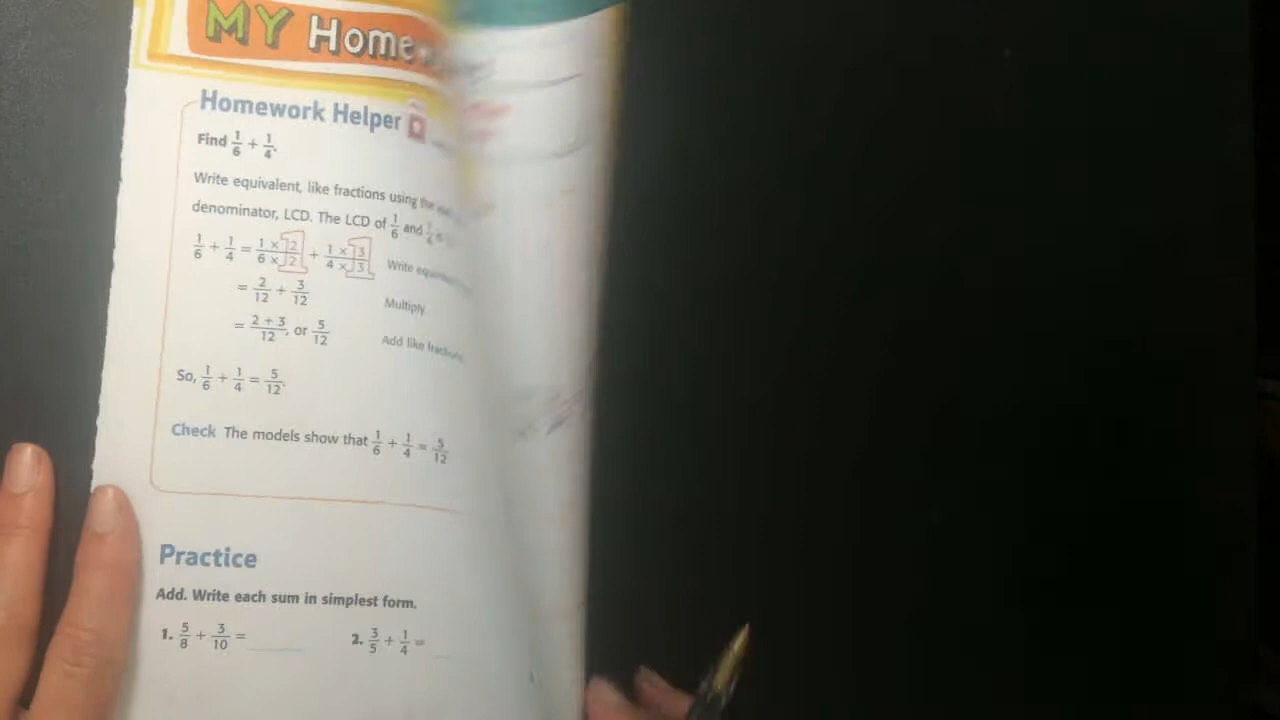 MY Home
Homework Helper
Find 1/6 + 1/4.
Write equivalent, like fractions using the
denominator, LCD. The LCD of 1/6 and 1/4
1/6 + 1/4 = 1 × 2/6 × 2 + 1 × 3/4 × 3 Write
= 2/12 + 3/12 Multiply.
= 2 + 3/12, or 5/12 Add like fractions.
So, 1/6 + 1/4 = 5/12.
Check The models show that 1/6 + 1/4 = 5/12
Practice
Add. Write each sum in simplest form.
1. 5/8 + 3/10 = 2. 3/5 + 1/4 =